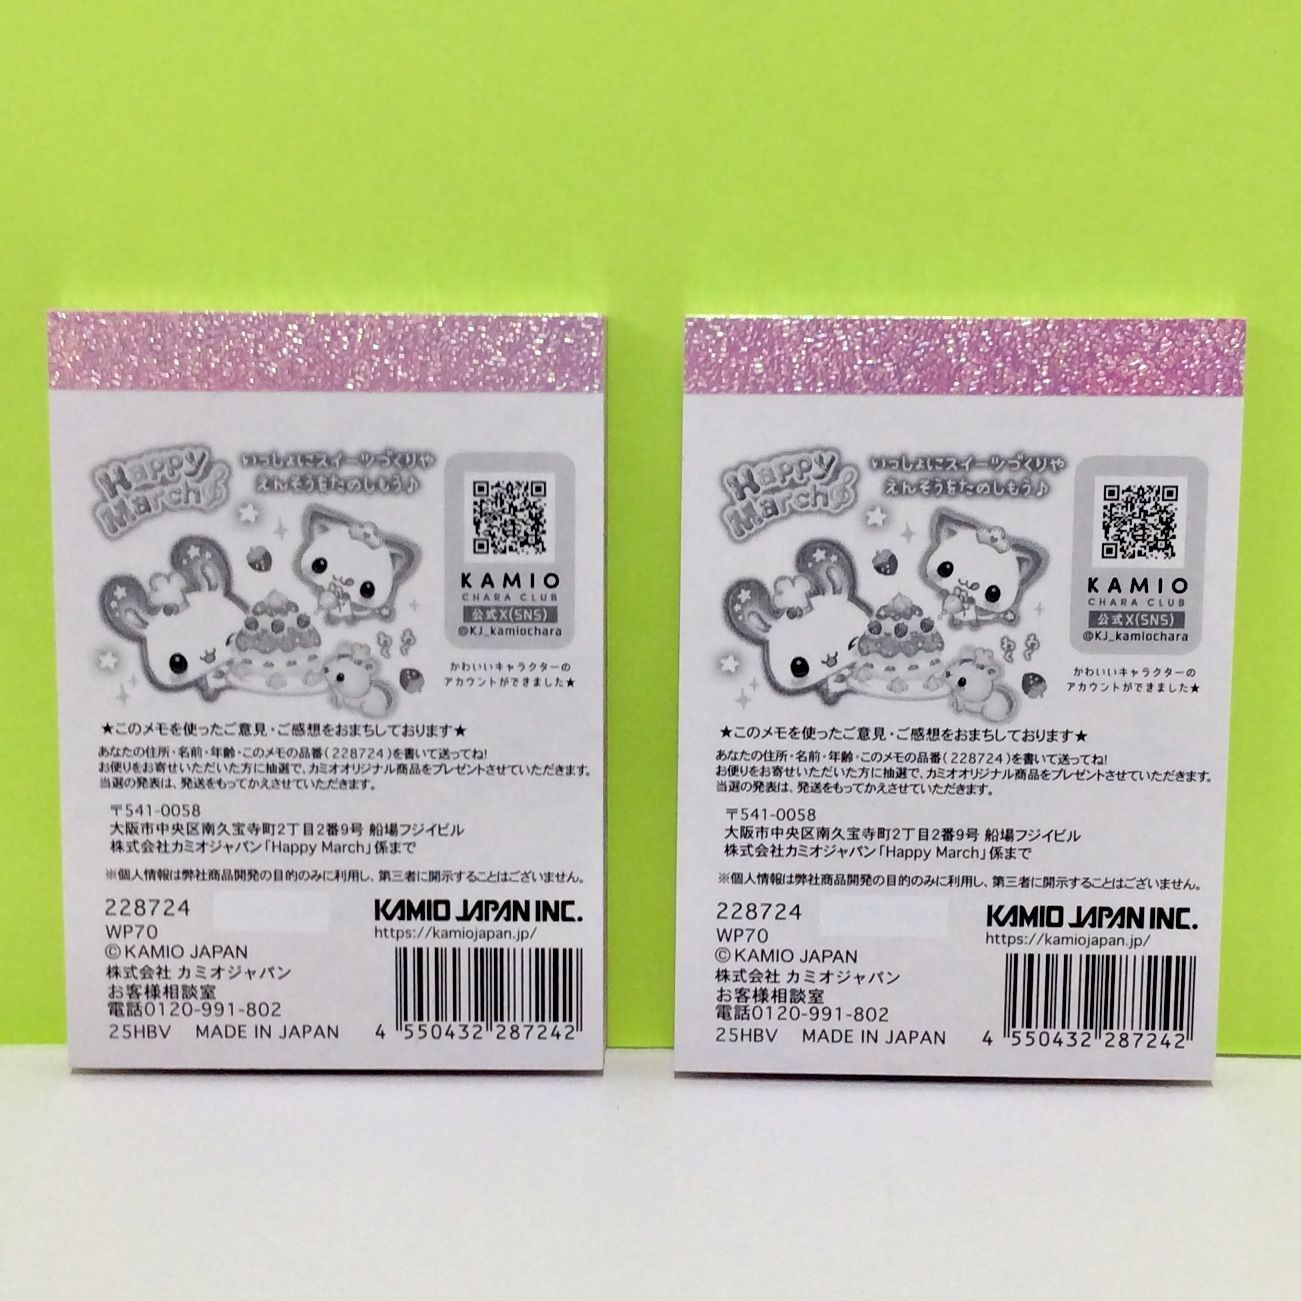 Happy
March
いっしょにスイーツづくりや
えんそうをたのしもう♪
KAMIO
CHARA CLUB
公式X(SNS)
@KJ_kamiochara
かわいいキャラクターの
アカウントができました★
わく
わく
★このメモを使ったご意見・ご感想をおまちしております★
あなたの住所・名前・年齢・このメモの品番(228724)を書いて送ってね!
お便りをお寄せいただいた方に抽選で、カミオオリジナル商品をプレゼントさせていただきます。
当選の発表は、発送をもってかえさせていただきます。
〒541-0058
大阪市中央区南久宝寺町2丁目2番9号 船場フジイビル
株式会社カミオジャパン「Happy March」係まで
※個人情報は弊社商品開発の目的のみに利用し、第三者に開示することはございません。
228724
WP70
©KAMIO JAPAN
株式会社 カミオジャパン
お客様相談室
電話0120-991-802
25HBV MADE IN JAPAN
KAMIO JAPAN INC.
https://kamiojapan.jp/
4 550432 287242
Happy
March
いっしょにスイーツづくりや
えんそうをたのしもう♪
KAMIO
CHARA CLUB
公式X(SNS)
@KJ_kamiochara
かわいいキャラクターの
アカウントができました★
わく
わく
★このメモを使ったご意見・ご感想をおまちしております★
あなたの住所・名前・年齢・このメモの品番(228724)を書いて送ってね!
お便りをお寄せいただいた方に抽選で、カミオオリジナル商品をプレゼントさせていただきます。
当選の発表は、発送をもってかえさせていただきます。
〒541-0058
大阪市中央区南久宝寺町2丁目2番9号 船場フジイビル
株式会社カミオジャパン「Happy March」係まで
※個人情報は弊社商品開発の目的のみに利用し、第三者に開示することはございません。
228724
WP70
©KAMIO JAPAN
株式会社 カミオジャパン
お客様相談室
電話0120-991-802
25HBV MADE IN JAPAN
KAMIO JAPAN INC.
https://kamiojapan.jp/
4 550432 287242